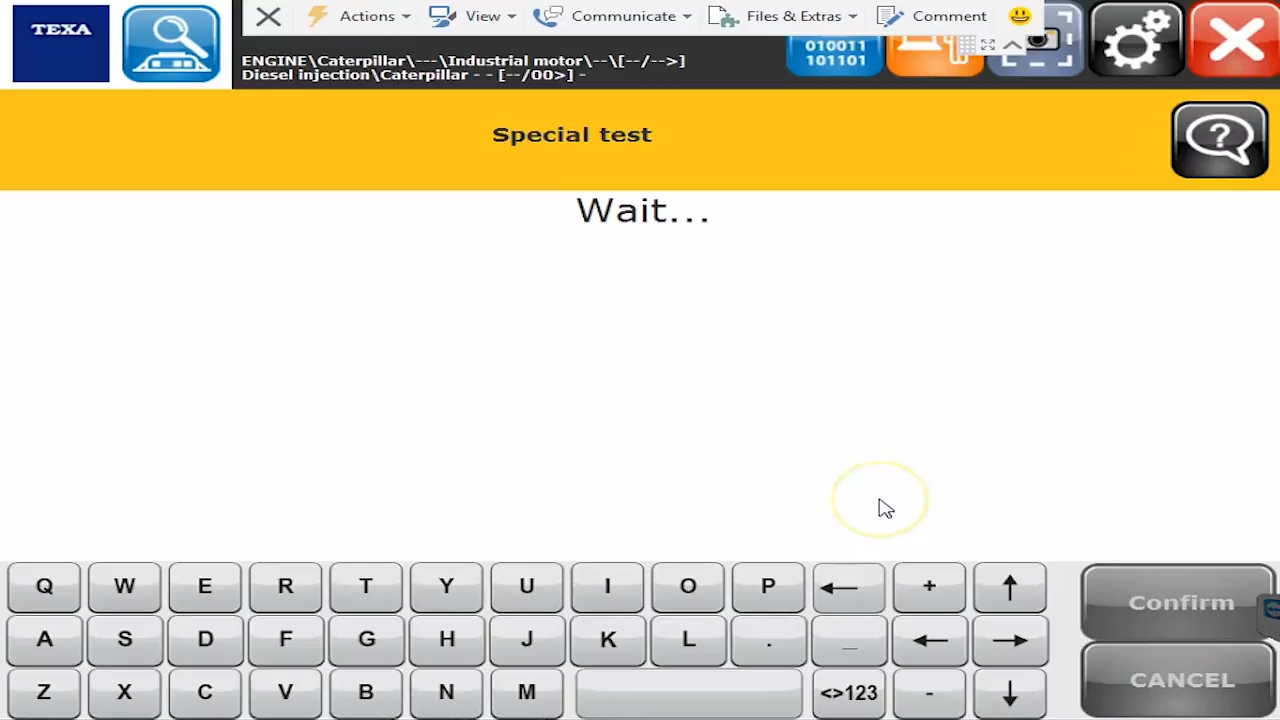 TEXA
Actions View Communicate Files & Extras Comment
ENGINE\Caterpillar\---\Industrial motor\--\[--/-->]
Diesel injection\Caterpillar - - [--/00>] -
010011
101101
Special test
?
Wait...
Q W E R T Y U I O P ← + ↑
A S D F G H J K L . _ ← →
Z X C V B N M <>123 - ↓
Confirm
CANCEL